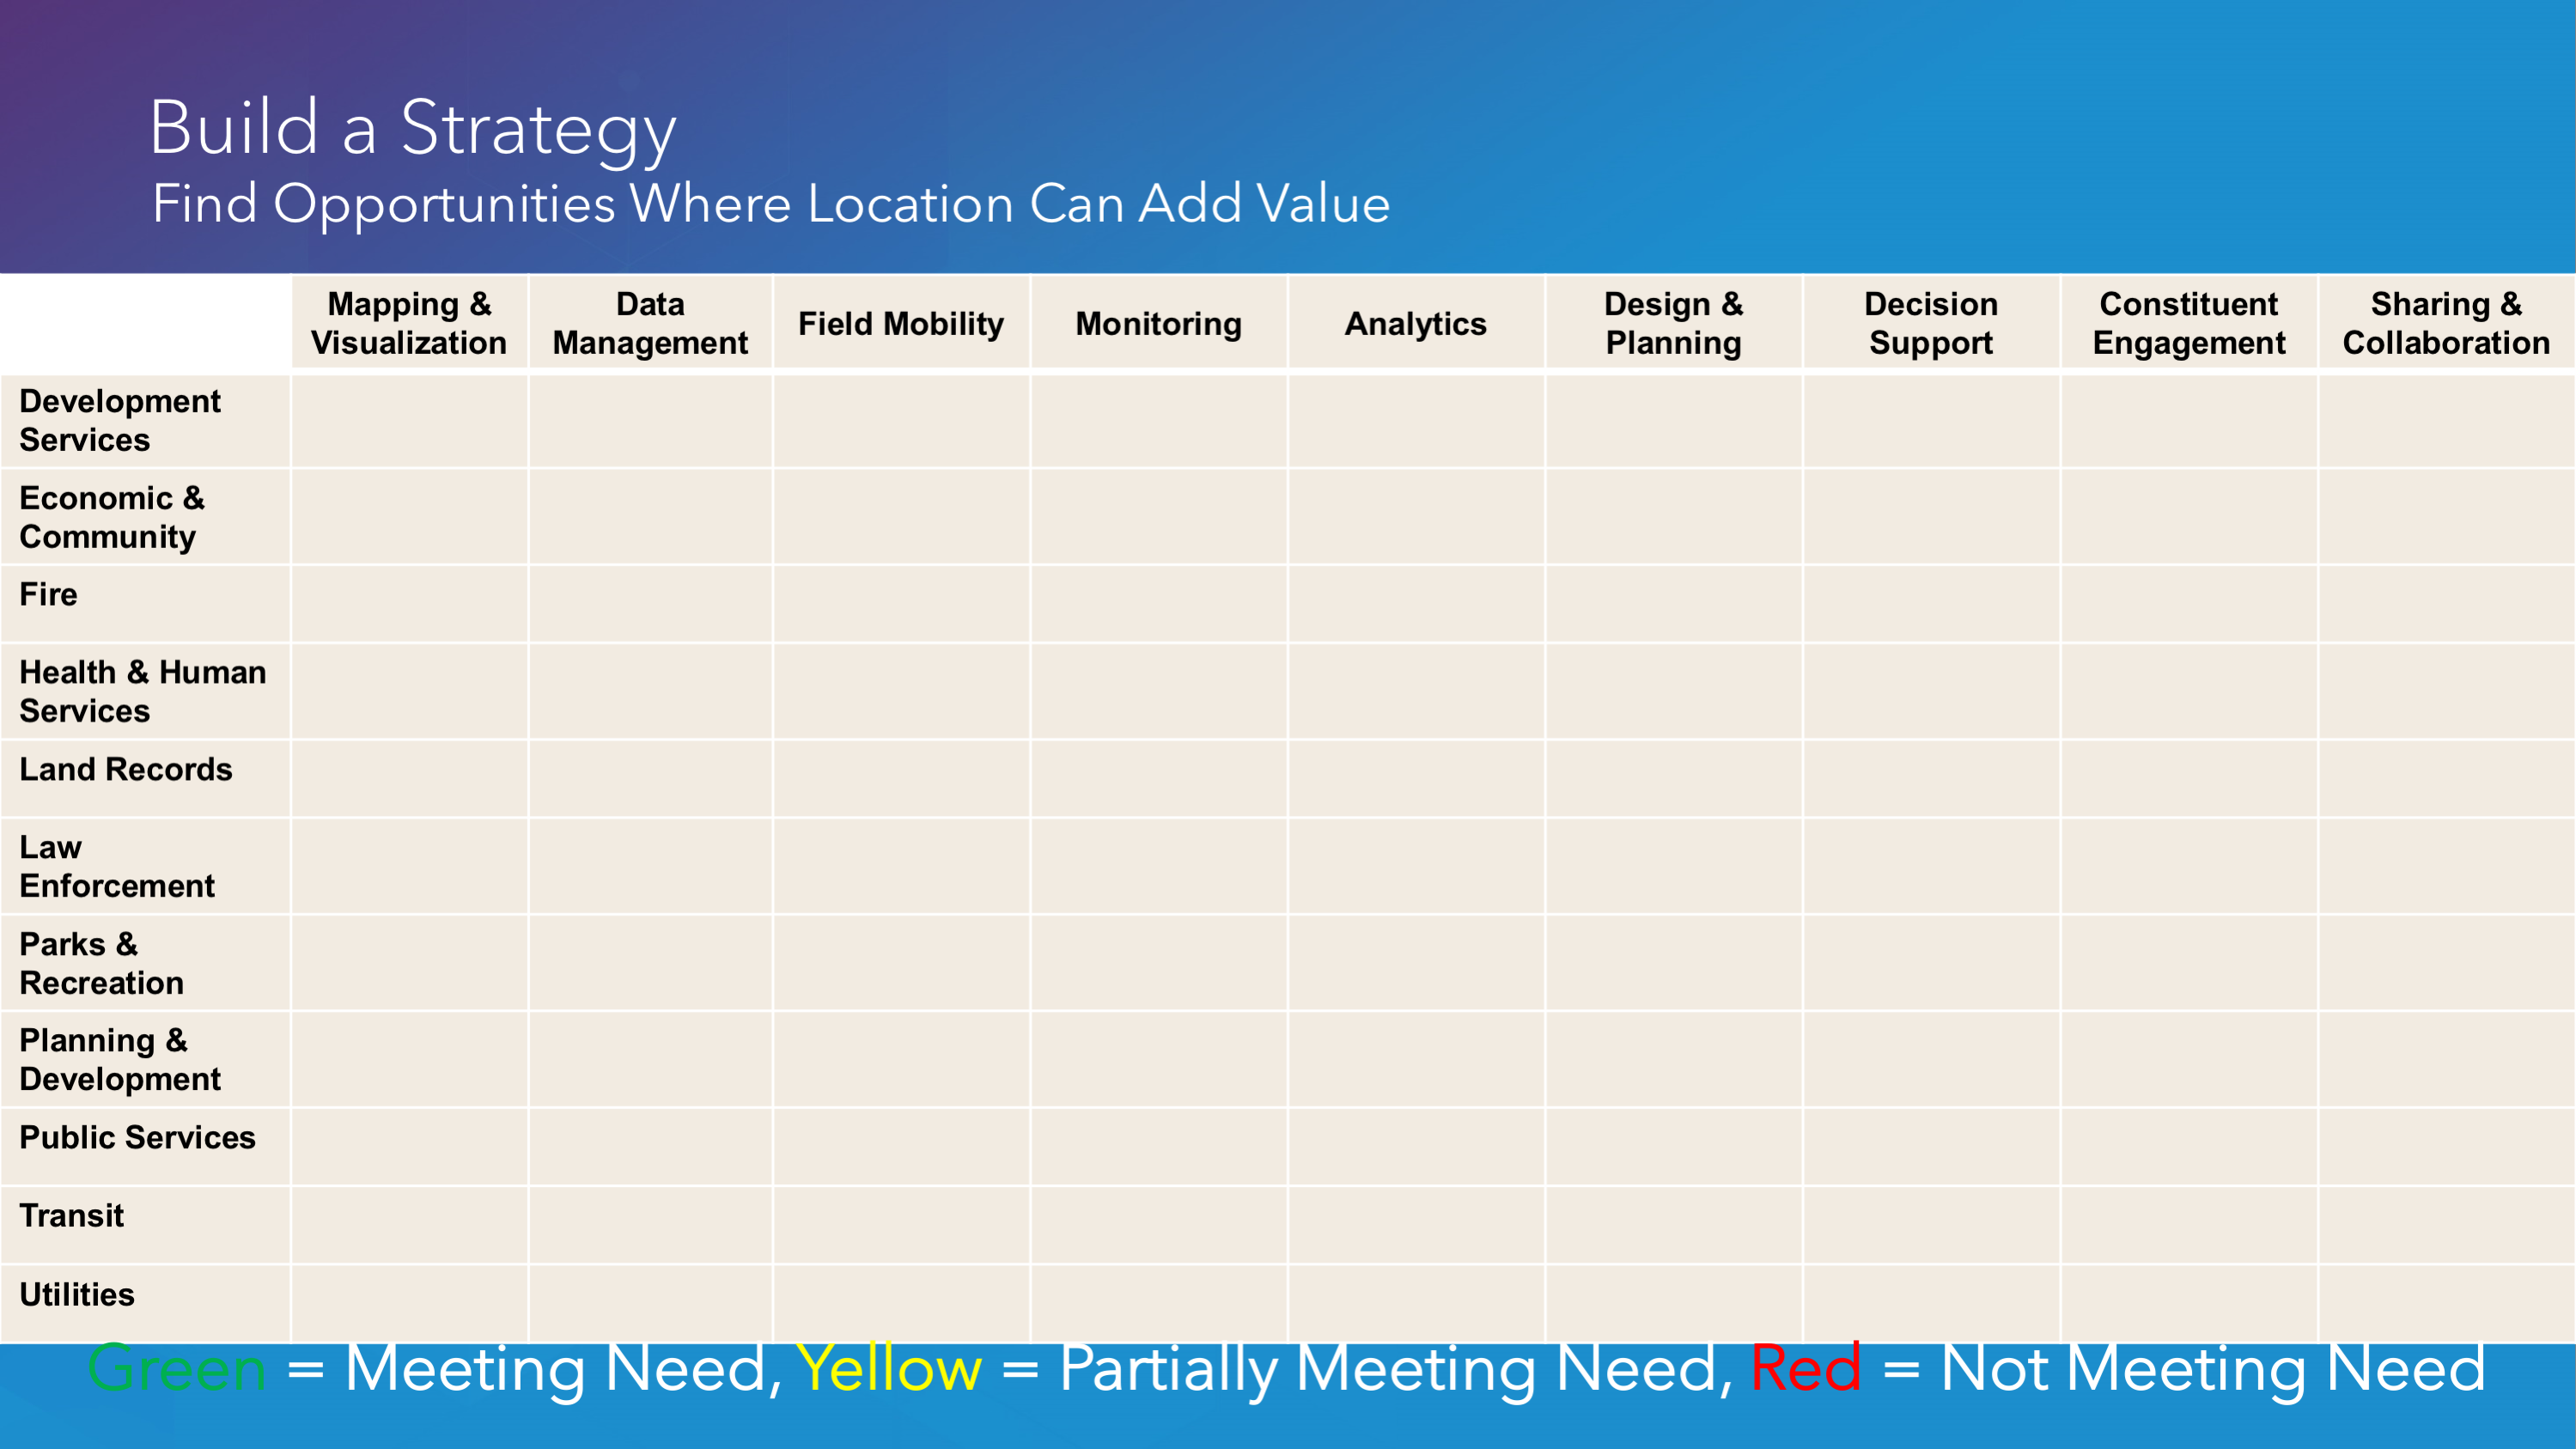 Build a Strategy
Find Opportunities Where Location Can Add Value
Mapping & Visualization
Data Management
Field Mobility
Monitoring
Analytics
Design & Planning
Decision Support
Constituent Engagement
Sharing & Collaboration
Development Services
Economic & Community
Fire
Health & Human Services
Land Records
Law Enforcement
Parks & Recreation
Planning & Development
Public Services
Transit
Utilities
Green = Meeting Need, Yellow = Partially Meeting Need, Red = Not Meeting Need